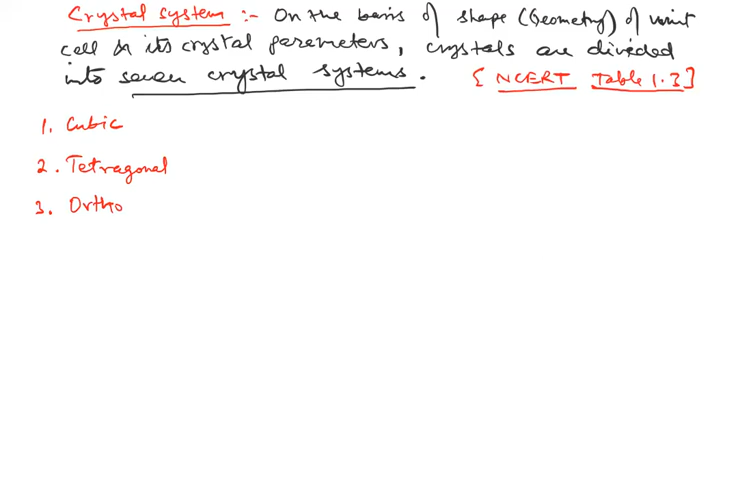 Crystal system :- On the basis of shape (Geometry) of unit
cell & its crystal parameters, crystals are divided
into seven crystal systems. [NCERT Table 1.3]
1. Cubic
2. Tetragonal
3. Ortho